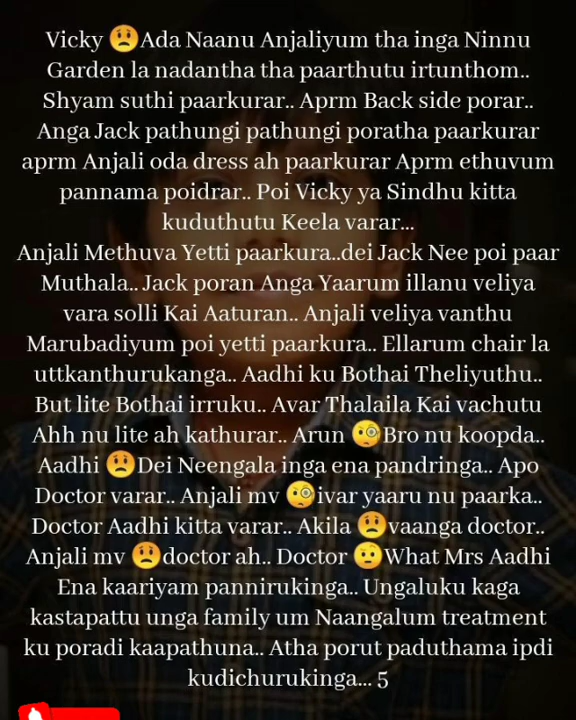 Vicky 😟Ada Naanu Anjaliyum tha inga Ninnu
Garden la nadantha tha paarthutu irtunthom..
Shyam suthi paarkurar.. Aprm Back side porar..
Anga Jack pathungi pathungi poratha paarkurar
aprm Anjali oda dress ah paarkurar Aprm ethuvum
pannama poidrar.. Poi Vicky ya Sindhu kitta
kuduthutu Keela varar...
Anjali Methuva Yetti paarkura..dei Jack Nee poi paar
Muthala.. Jack poran Anga Yaarum illanu veliya
vara solli Kai Aaturan.. Anjali veliya vanthu
Marubadiyum poi yetti paarkura.. Ellarum chair la
uttkanthurukanga.. Aadhi ku Bothai Theliyuthu..
But lite Bothai irruku.. Avar Thalaila Kai vachutu
Ahh nu lite ah kathurar.. Arun 🧐Bro nu koopda..
Aadhi 😟Dei Neengala inga ena pandringa.. Apo
Doctor varar.. Anjali mv 🧐ivar yaaru nu paarka..
Doctor Aadhi kitta varar.. Akila 😟vaanga doctor..
Anjali mv 😟doctor ah.. Doctor 🤨What Mrs Aadhi
Ena kaariyam pannirukinga.. Ungaluku kaga
kastapattu unga family um Naangalum treatment
ku poradi kaapathuna.. Atha porut paduthama ipdi
kudichurukinga... 5